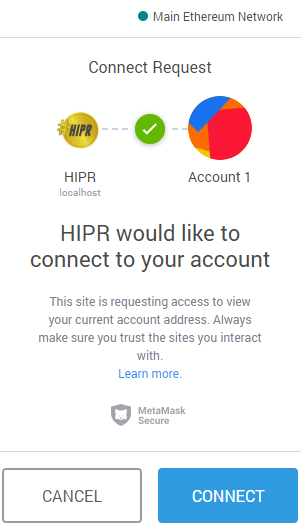 Main Ethereum Network
Connect Request
#HIPR
HIPR
localhost
Account 1
HIPR would like to
connect to your account
This site is requesting access to view
your current account address. Always
make sure you trust the sites you interact
with.
Learn more.
MetaMask
Secure
CANCEL
CONNECT